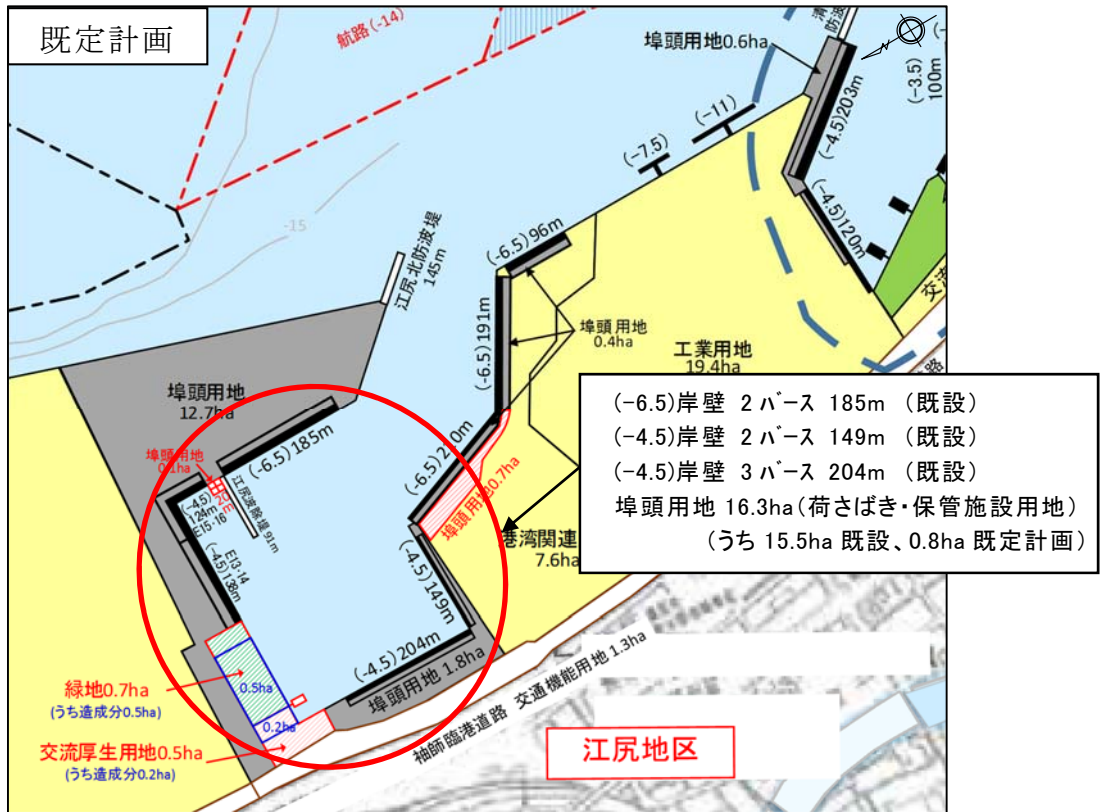 既定計画
航路(-14)
-15
埠頭用地0.6ha
清
防波
(-3.5)
100m
(-4.5)203m
(-4.5)120m
(-11)
(-7.5)
江尻北防波堤
145m
(-6.5)96m
(-6.5)191m
埠頭用地
0.4ha
工業用地
19.4ha
交流
路
埠頭用地
12.7ha
(-6.5)185m
埠頭用地
0.1ha
20m
江尻波除堤 91m
(-4.5)
124m
E15・16
E13・14
(-4.5)138m
(-6.5)210m
埠頭用地0.7ha
港湾関連
7.6ha
(-4.5)149m
(-4.5)204m
埠頭用地 1.8ha
(-6.5)岸壁 2バース 185m (既設)
(-4.5)岸壁 2バース 149m (既設)
(-4.5)岸壁 3バース 204m (既設)
埠頭用地 16.3ha(荷さばき・保管施設用地)
(うち 15.5ha 既設、0.8ha 既定計画)
緑地0.7ha
(うち造成分0.5ha)
0.5ha
0.2ha
交流厚生用地0.5ha
(うち造成分0.2ha)
袖師臨港道路 交通機能用地 1.3ha
江尻地区